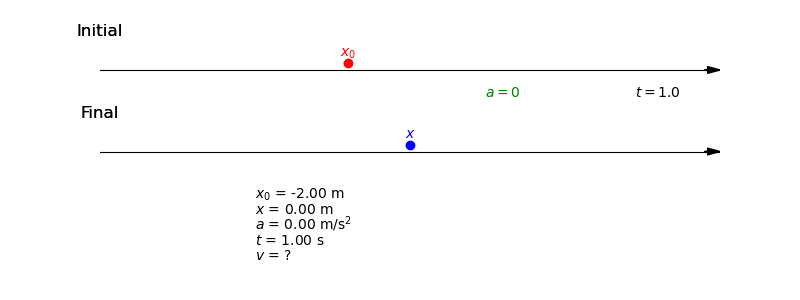 Initial
x₀
a = 0
t = 1.0
Final
x
x₀ = -2.00 m
x = 0.00 m
a = 0.00 m/s²
t = 1.00 s
v = ?